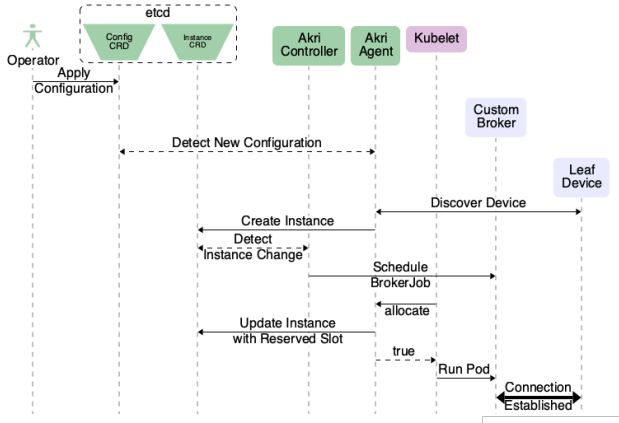 etcd
Config
CRD
Instance
CRD
Operator
Akri
Controller
Akri
Agent
Kubelet
Apply
Configuration
Custom
Broker
Detect New Configuration
Leaf
Device
Discover Device
Create Instance
Detect
Instance Change
Schedule
BrokerJob
allocate
Update Instance
with Reserved Slot
true
Run Pod
Connection
Established